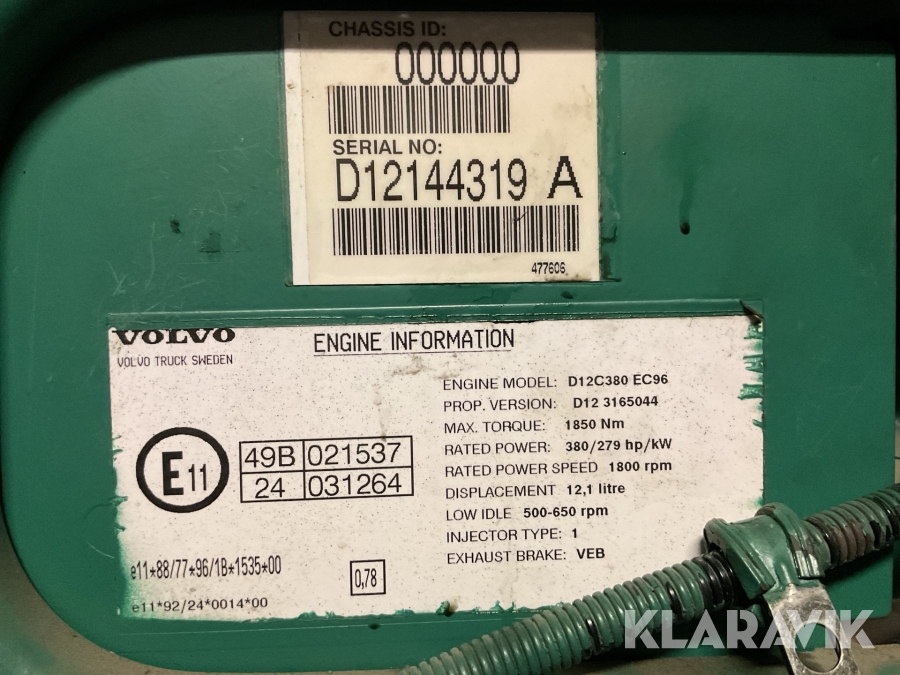 CHASSIS ID:
000000
SERIAL NO:
D12144319 A
477606
VOLVO
VOLVO TRUCK SWEDEN
ENGINE INFORMATION
ENGINE MODEL: D12C380 EC96
PROP. VERSION: D12 3165044
MAX. TORQUE: 1850 Nm
RATED POWER: 380/279 hp/kW
RATED POWER SPEED 1800 rpm
DISPLACEMENT 12,1 litre
LOW IDLE 500-650 rpm
INJECTOR TYPE: 1
EXHAUST BRAKE: VEB
E11
49B 021537
24 031264
e11*88/77*96/1B*1535*00
0,78
e11*92/24*0014*00
KLARAVIK